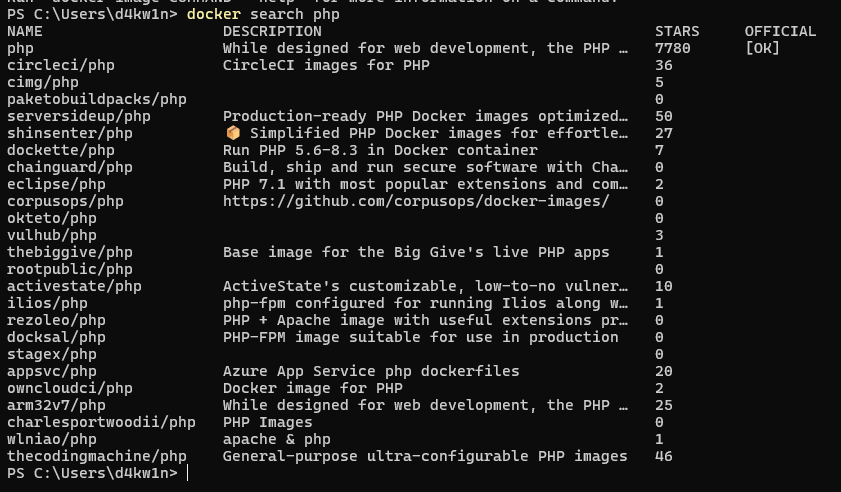 PS C:\Users\d4kw1n> docker search php
NAME DESCRIPTION STARS OFFICIAL
php While designed for web development, the PHP … 7780 [OK]
circleci/php CircleCI images for PHP 36
cimg/php 5
paketobuildpacks/php 0
serversideup/php Production-ready PHP Docker images optimized… 50
shinsenter/php 📦 Simplified PHP Docker images for effortle… 27
dockette/php Run PHP 5.6-8.3 in Docker container 7
chainguard/php Build, ship and run secure software with Cha… 0
eclipse/php PHP 7.1 with most popular extensions and com… 2
corpusops/php https://github.com/corpusops/docker-images/ 0
okteto/php 0
vulhub/php 3
thebiggive/php Base image for the Big Give's live PHP apps 1
rootpublic/php 0
activestate/php ActiveState's customizable, low-to-no vulner… 10
ilios/php php-fpm configured for running Ilios along w… 1
rezoleo/php PHP + Apache image with useful extensions pr… 0
docksal/php PHP-FPM image suitable for use in production 0
stagex/php 0
appsvc/php Azure App Service php dockerfiles 20
owncloudci/php Docker image for PHP 2
arm32v7/php While designed for web development, the PHP … 25
charlesportwoodii/php PHP Images 0
wlniao/php apache & php 1
thecodingmachine/php General-purpose ultra-configurable PHP images 46
PS C:\Users\d4kw1n>